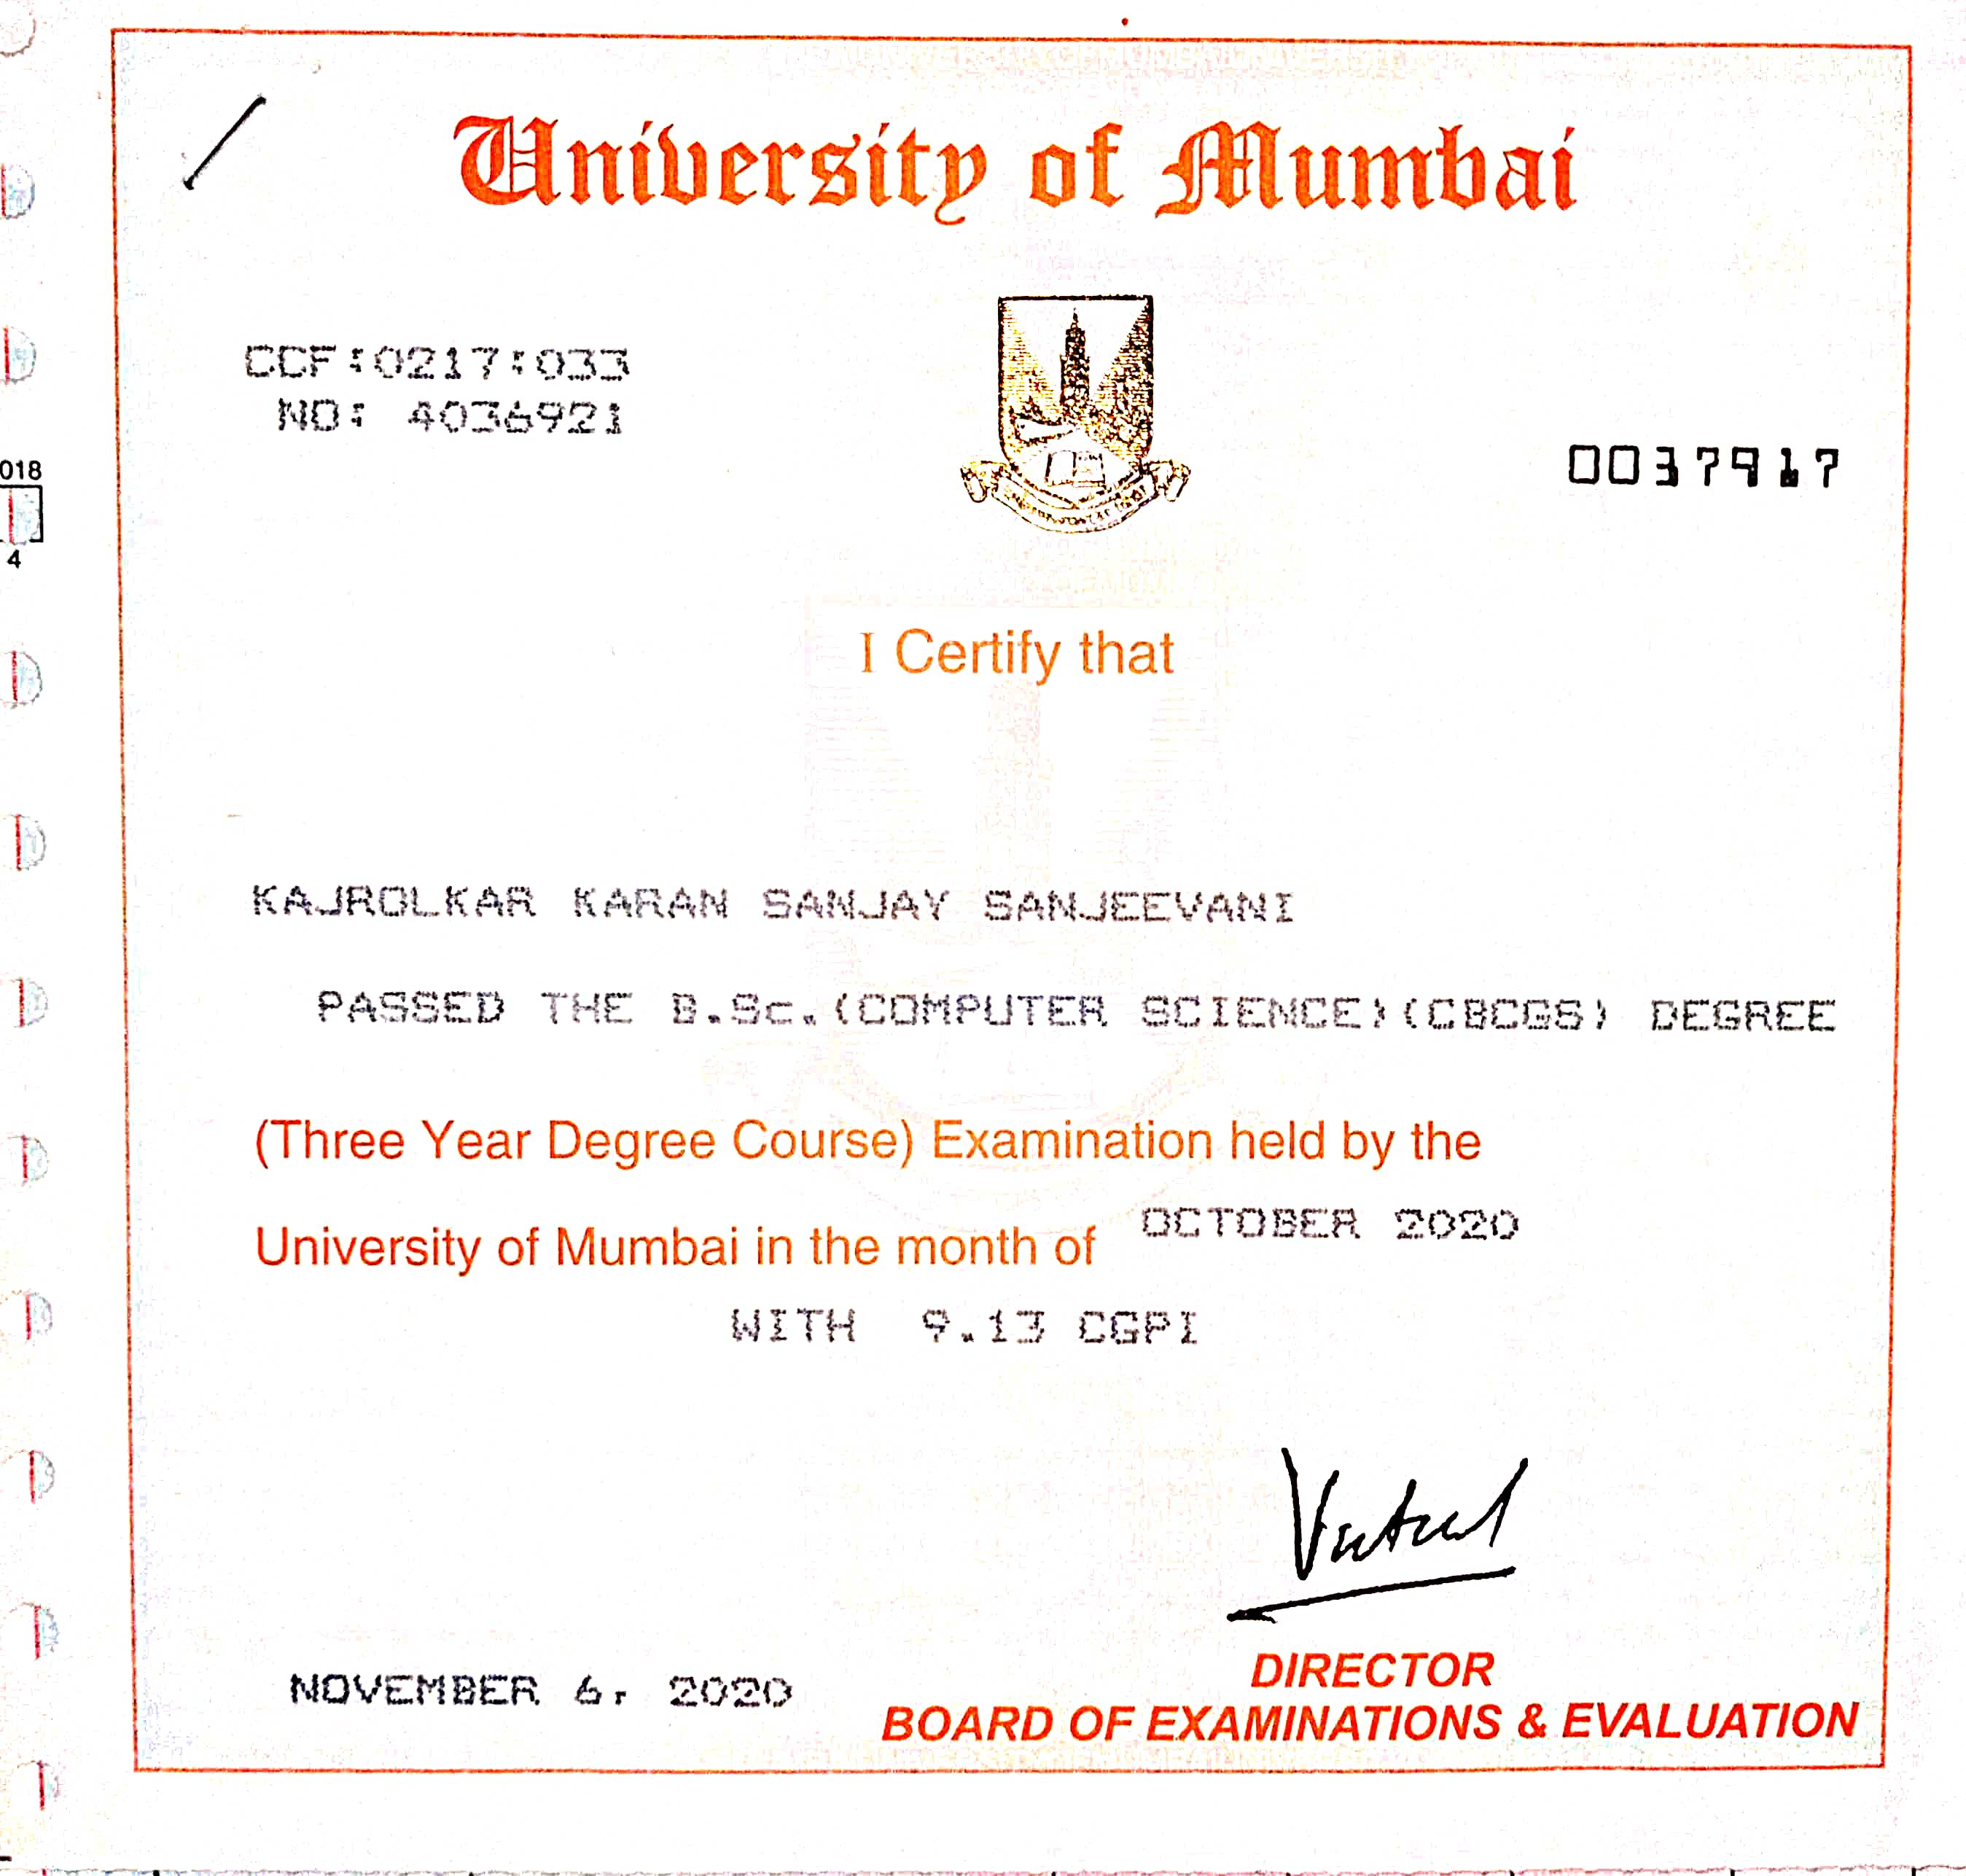 University of Mumbai
CCF:0217:033
NO: 4036921
0037917
018
4
I Certify that
KAJROLKAR KARAN SANJAY SANJEEVANI
PASSED THE B.Sc.(COMPUTER SCIENCE)(CBCGS) DEGREE
(Three Year Degree Course) Examination held by the
University of Mumbai in the month of OCTOBER 2020
WITH 9.13 CGPI
NOVEMBER 6, 2020
DIRECTOR
BOARD OF EXAMINATIONS & EVALUATION